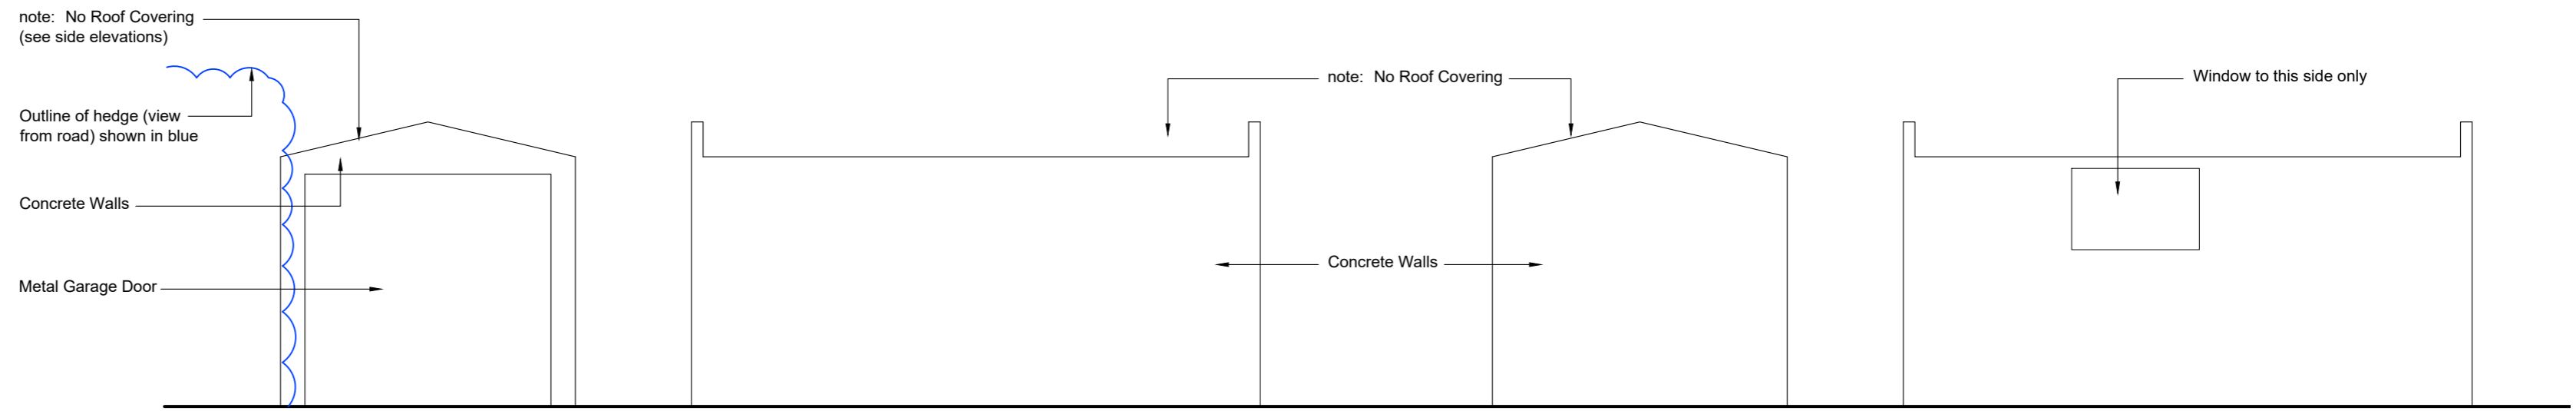 note: No Roof Covering
(see side elevations)
Outline of hedge (view
from road) shown in blue
Concrete Walls
Metal Garage Door
note: No Roof Covering
Concrete Walls
Window to this side only